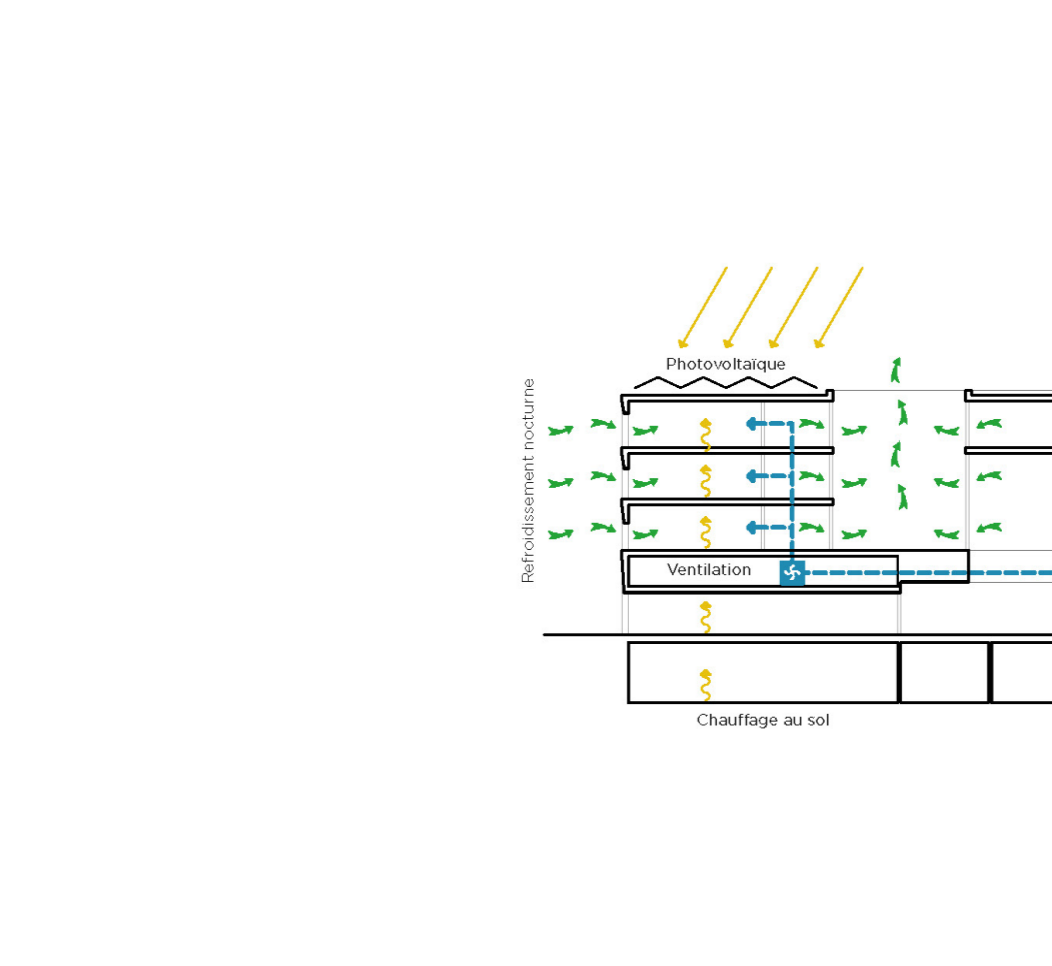 Photovoltaïque
Refroidissement nocturne
Ventilation
Chauffage au sol